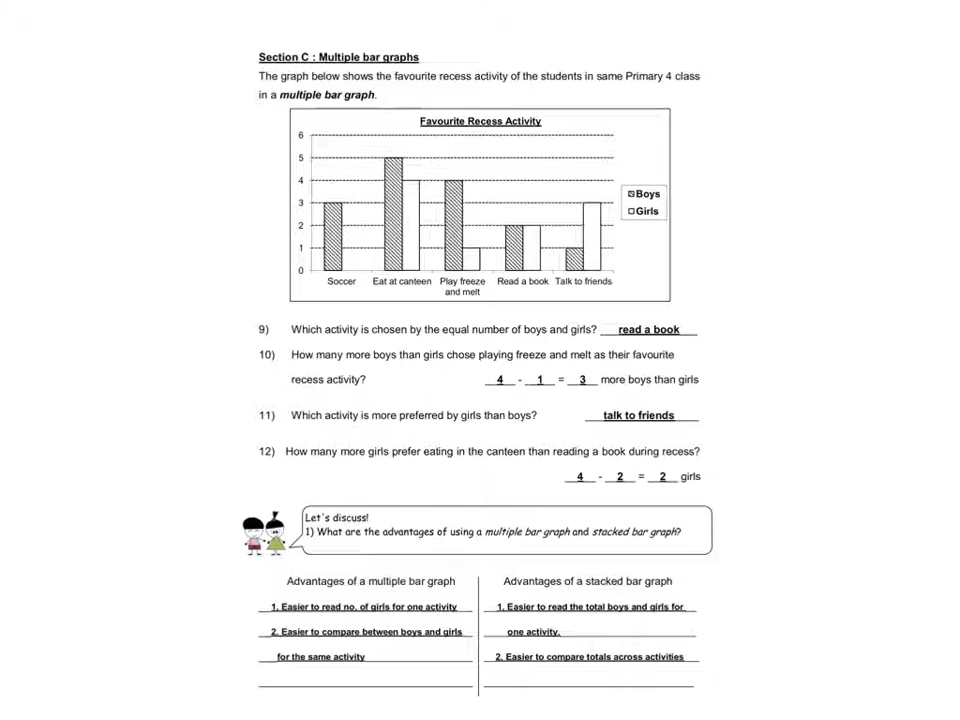 Section C : Multiple bar graphs
The graph below shows the favourite recess activity of the students in same Primary 4 class
in a multiple bar graph.
Favourite Recess Activity
6
5
4
3
2
1
0
Boys
Girls
Soccer Eat at canteen Play freeze Read a book Talk to friends
and melt
9) Which activity is chosen by the equal number of boys and girls? read a book
10) How many more boys than girls chose playing freeze and melt as their favourite
recess activity? 4 - 1 = 3 more boys than girls
11) Which activity is more preferred by girls than boys? talk to friends
12) How many more girls prefer eating in the canteen than reading a book during recess?
4 - 2 = 2 girls
Let's discuss!
1) What are the advantages of using a multiple bar graph and stacked bar graph?
Advantages of a multiple bar graph
1. Easier to read no. of girls for one activity
2. Easier to compare between boys and girls
for the same activity
Advantages of a stacked bar graph
1. Easier to read the total boys and girls for
one activity.
2. Easier to compare totals across activities